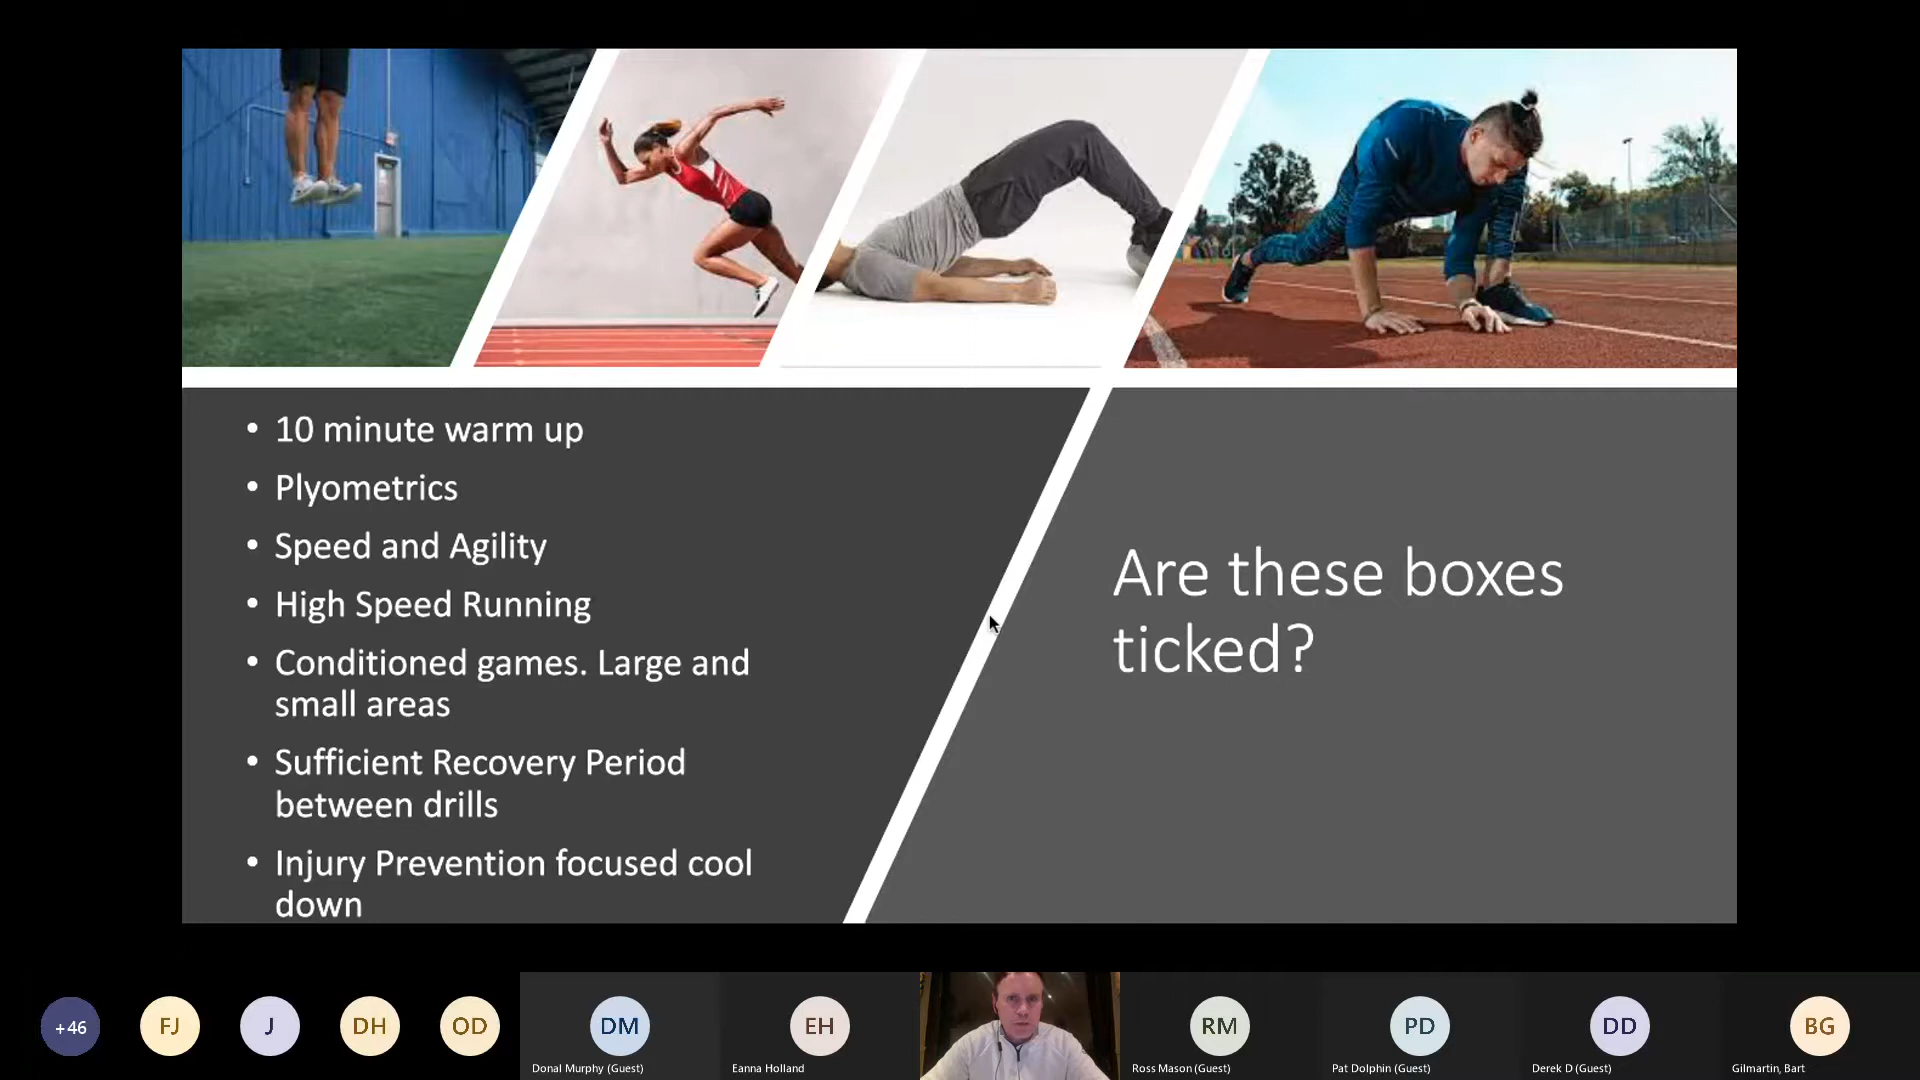 • 10 minute warm up
• Plyometrics
• Speed and Agility
• High Speed Running
• Conditioned games. Large and
small areas
• Sufficient Recovery Period
between drills
• Injury Prevention focused cool
down
Are these boxes
ticked?
+46
FJ
J
DH
OD
DM
Donal Murphy (Guest)
EH
Eanna Holland
RM
Ross Mason (Guest)
PD
Pat Dolphin (Guest)
DD
Derek D (Guest)
BG
Gilmartin, Bart